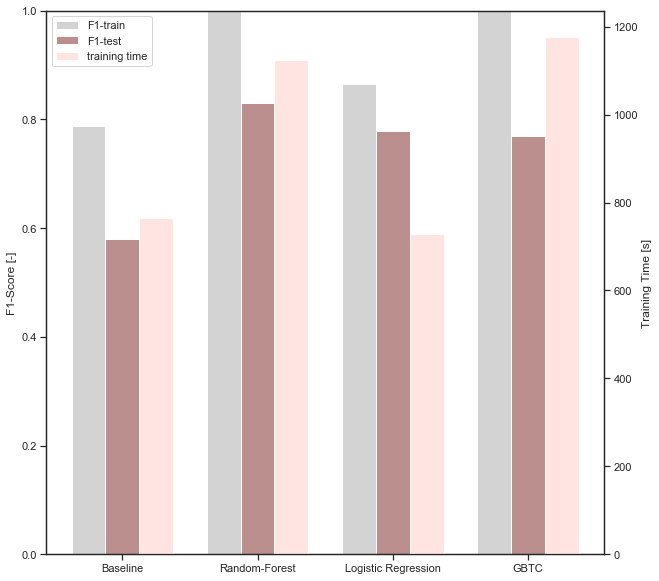 F1-train
F1-test
training time
F1-Score [-]
1.0
0.8
0.6
0.4
0.2
0.0
Training Time [s]
1200
1000
800
600
400
200
0
Baseline
Random-Forest
Logistic Regression
GBTC